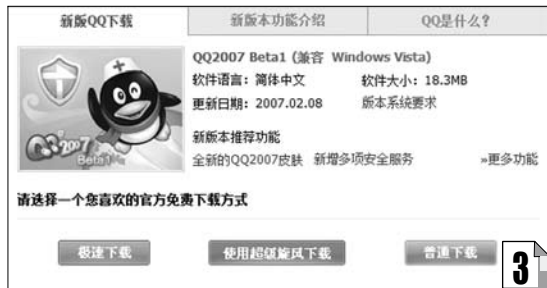 新版QQ下载 新版本功能介绍 QQ是什么?
QQ2007 Beta1 (兼容 Windows Vista)
软件语言: 简体中文 软件大小: 18.3MB
更新日期: 2007.02.08 版本系统要求
新版本推荐功能
全新的QQ2007皮肤 新增多项安全服务 »更多功能
QQ2007
Beta1
请选择一个您喜欢的官方免费下载方式
极速下载 使用超级旋风下载 普通下载
3